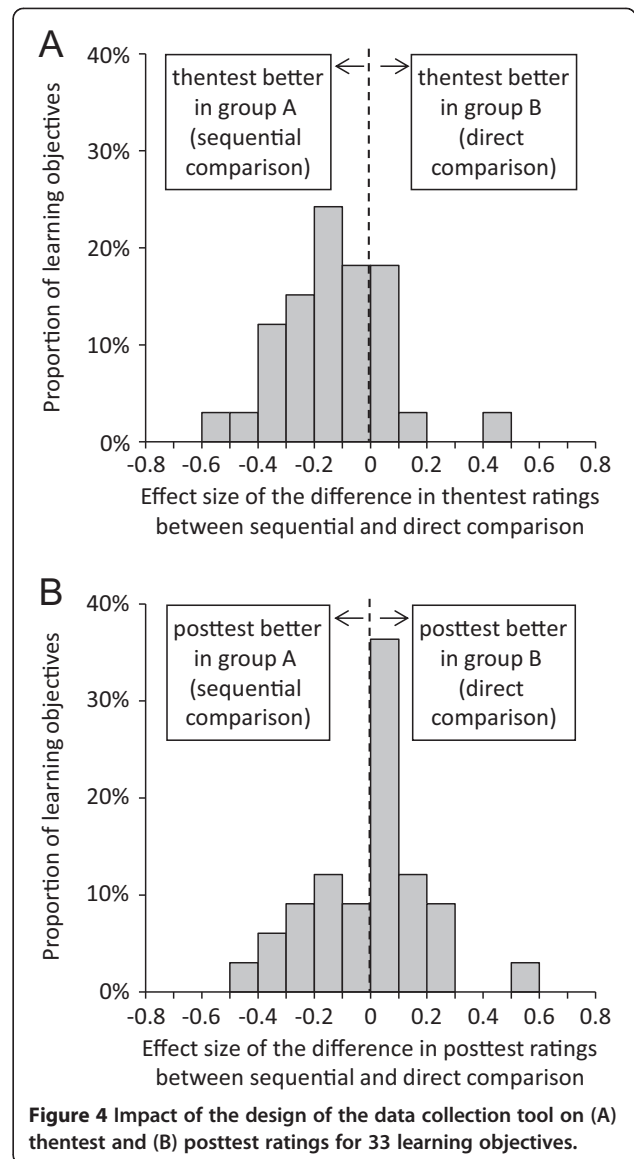 A
40%
thentest better
in group A
(sequential
comparison)
thentest better
in group B
(direct
comparison)
30%
20%
10%
0%
Proportion of learning objectives
-0.8 -0.6 -0.4 -0.2 0 0.2 0.4 0.6 0.8
Effect size of the difference in thentest ratings
between sequential and direct comparison
B
40%
posttest better
in group A
(sequential
comparison)
posttest better
in group B
(direct
comparison)
30%
20%
10%
0%
Proportion of learning objectives
-0.8 -0.6 -0.4 -0.2 0 0.2 0.4 0.6 0.8
Effect size of the difference in posttest ratings
between sequential and direct comparison
Figure 4 Impact of the design of the data collection tool on (A)
thentest and (B) posttest ratings for 33 learning objectives.